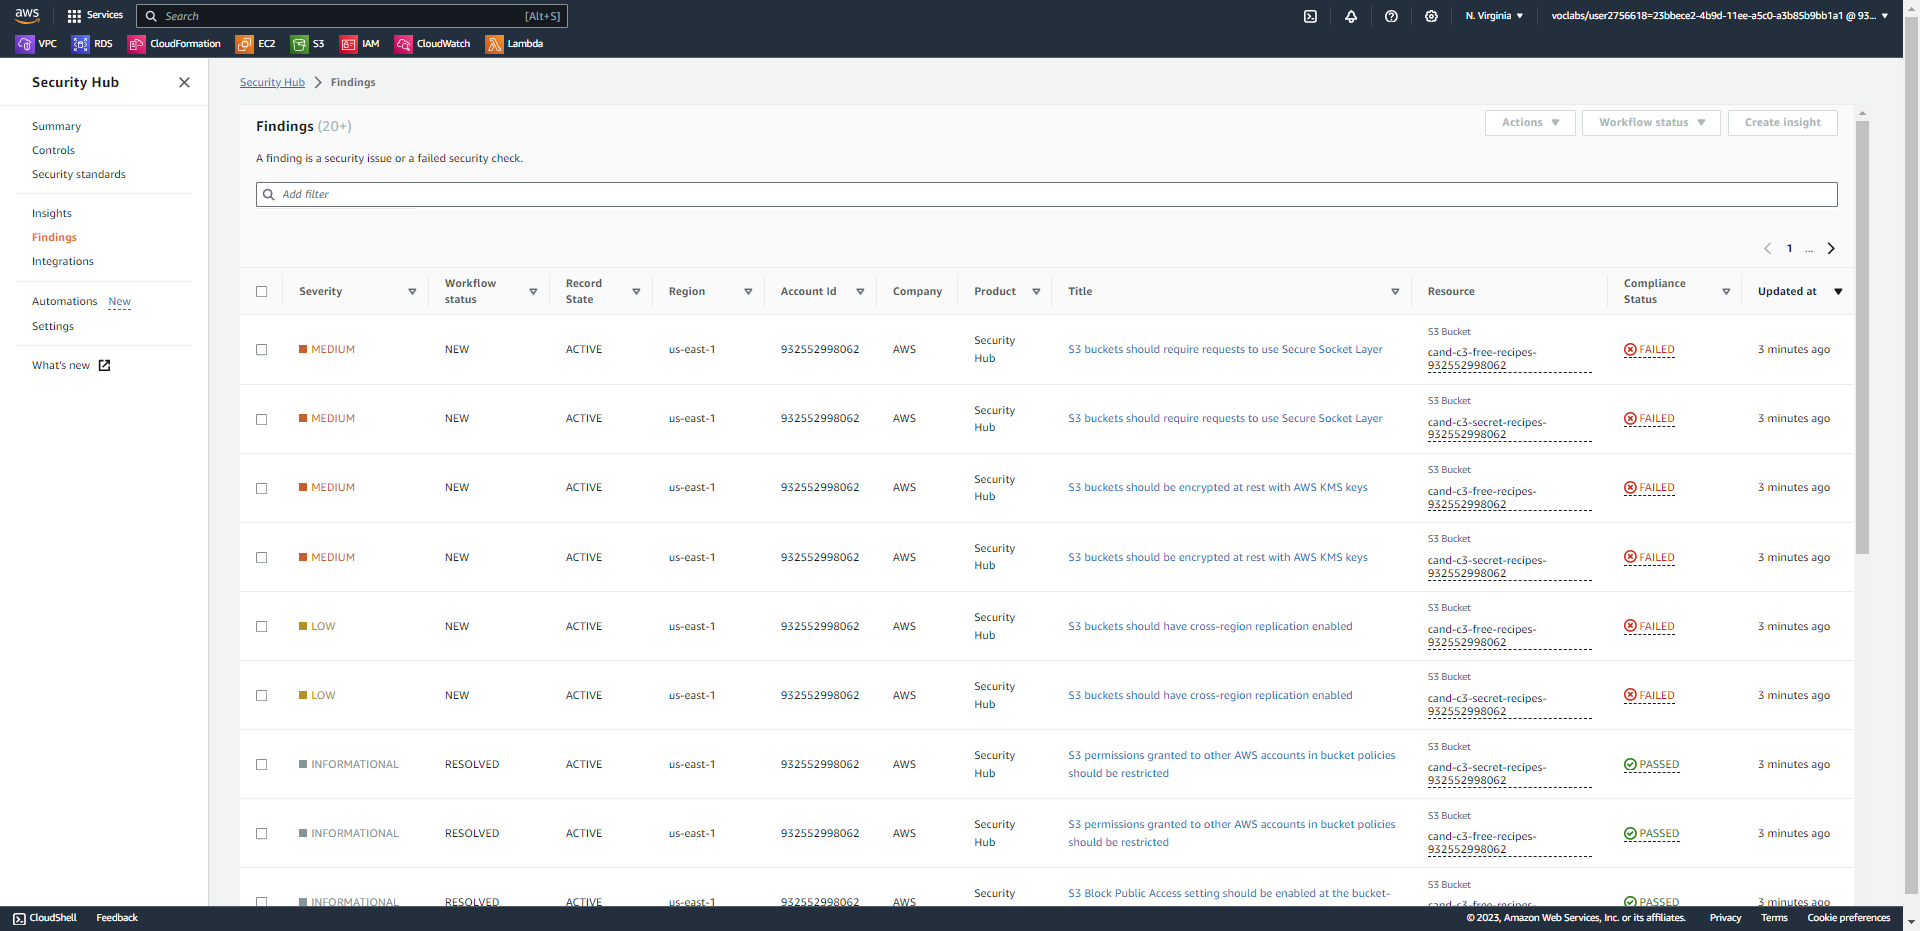 aws
Services
Search
[Alt+S]
N. Virginia
voclabs/user2756618=23bbece2-4b9d-11ee-a5c0-a3b85b9bb1a1 @ 93...
VPC
RDS
CloudFormation
EC2
S3
IAM
CloudWatch
Lambda
Security Hub
Summary
Controls
Security standards
Insights
Findings
Integrations
Automations New
Settings
What's new
Security Hub > Findings
Findings (20+)
Actions
Workflow status
Create insight
A finding is a security issue or a failed security check.
Add filter
1 ...
Severity
Workflow
status
Record
State
Region
Account Id
Company
Product
Title
Resource
Compliance
Status
Updated at
MEDIUM
NEW
ACTIVE
us-east-1
932552998062
AWS
Security
Hub
S3 buckets should require requests to use Secure Socket Layer
S3 Bucket
cand-c3-free-recipes-
932552998062
FAILED
3 minutes ago
MEDIUM
NEW
ACTIVE
us-east-1
932552998062
AWS
Security
Hub
S3 buckets should require requests to use Secure Socket Layer
S3 Bucket
cand-c3-secret-recipes-
932552998062
FAILED
3 minutes ago
MEDIUM
NEW
ACTIVE
us-east-1
932552998062
AWS
Security
Hub
S3 buckets should be encrypted at rest with AWS KMS keys
S3 Bucket
cand-c3-free-recipes-
932552998062
FAILED
3 minutes ago
MEDIUM
NEW
ACTIVE
us-east-1
932552998062
AWS
Security
Hub
S3 buckets should be encrypted at rest with AWS KMS keys
S3 Bucket
cand-c3-secret-recipes-
932552998062
FAILED
3 minutes ago
LOW
NEW
ACTIVE
us-east-1
932552998062
AWS
Security
Hub
S3 buckets should have cross-region replication enabled
S3 Bucket
cand-c3-free-recipes-
932552998062
FAILED
3 minutes ago
LOW
NEW
ACTIVE
us-east-1
932552998062
AWS
Security
Hub
S3 buckets should have cross-region replication enabled
S3 Bucket
cand-c3-secret-recipes-
932552998062
FAILED
3 minutes ago
INFORMATIONAL
RESOLVED
ACTIVE
us-east-1
932552998062
AWS
Security
Hub
S3 permissions granted to other AWS accounts in bucket policies
should be restricted
S3 Bucket
cand-c3-secret-recipes-
932552998062
PASSED
3 minutes ago
INFORMATIONAL
RESOLVED
ACTIVE
us-east-1
932552998062
AWS
Security
Hub
S3 permissions granted to other AWS accounts in bucket policies
should be restricted
S3 Bucket
cand-c3-free-recipes-
932552998062
PASSED
3 minutes ago
INFORMATIONAL
RESOLVED
ACTIVE
us-east-1
932552998062
AWS
Security
S3 Block Public Access setting should be enabled at the bucket-
S3 Bucket
PASSED
3 minutes ago
CloudShell
Feedback
© 2023, Amazon Web Services, Inc. or its affiliates.
Privacy
Terms
Cookie preferences